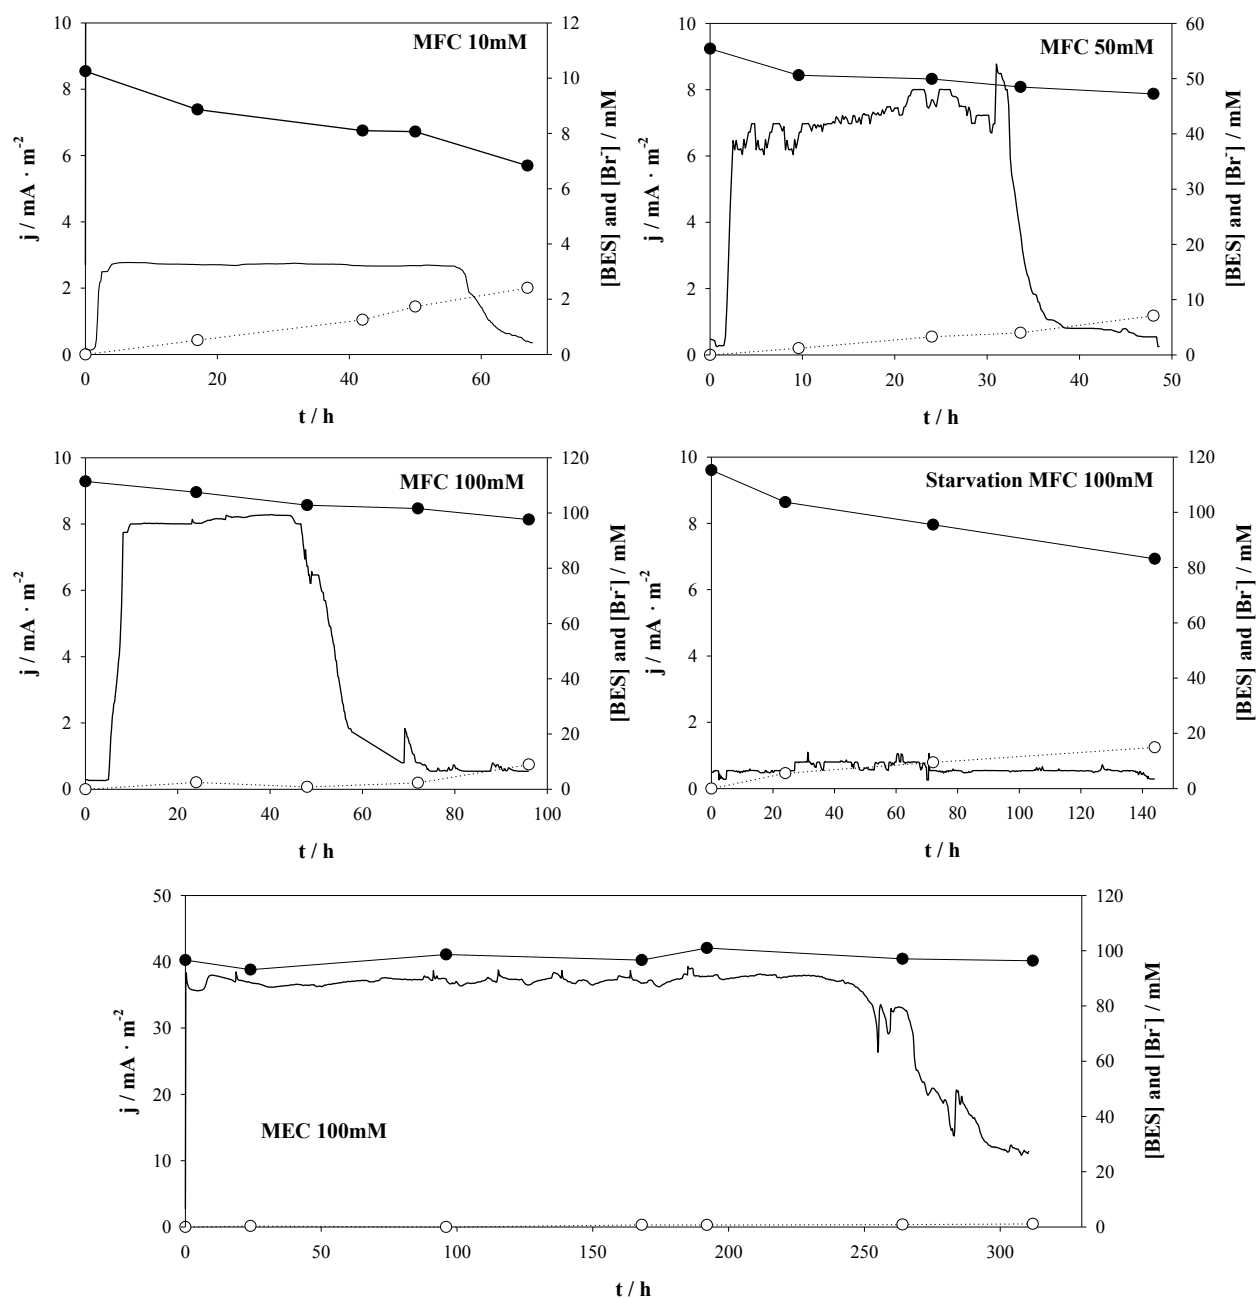 MFC 10mM
10
8
6
4
2
0
12
10
8
6
4
2
0
0 20 40 60
j / mA · m⁻²
[BES] and [Br⁻] / mM
t / h
MFC 50mM
10
8
6
4
2
0
60
50
40
30
20
10
0
0 10 20 30 40 50
j / mA · m⁻²
[BES] and [Br⁻] / mM
t / h
MFC 100mM
10
8
6
4
2
0
120
100
80
60
40
20
0
0 20 40 60 80 100
j / mA · m⁻²
[BES] and [Br⁻] / mM
t / h
Starvation MFC 100mM
10
8
6
4
2
0
120
100
80
60
40
20
0
0 20 40 60 80 100 120 140
j / mA · m⁻²
[BES] and [Br⁻] / mM
t / h
50
40
30
20
10
0
120
100
80
60
40
20
0
MEC 100mM
0 50 100 150 200 250 300
j / mA · m⁻²
[BES] and [Br⁻] / mM
t / h